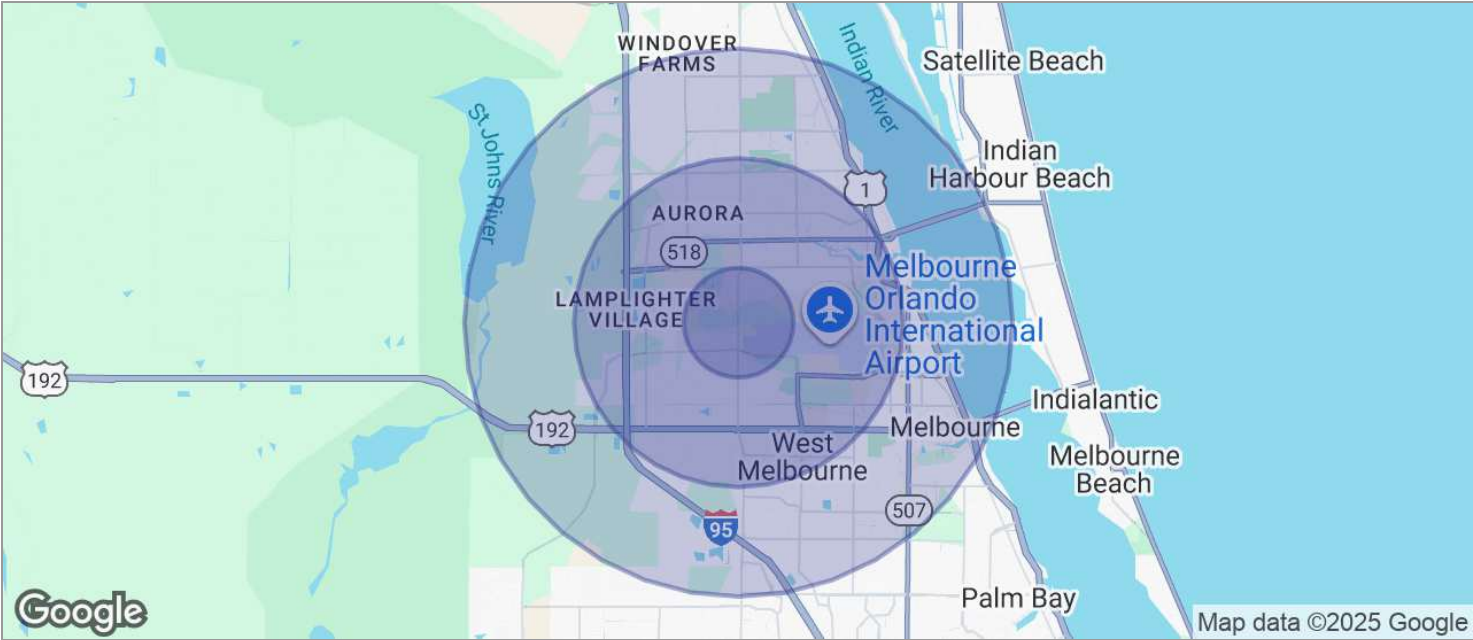 WINDOVER
FARMS
Indian River
Satellite Beach
St Johns River
Indian
Harbour Beach
1
AURORA
518
Melbourne
Orlando
International
Airport
LAMPLIGHTER
VILLAGE
192
192
Indialantic
Melbourne
West
Melbourne
Melbourne
Beach
507
95
Palm Bay
Google
Map data ©2025 Google